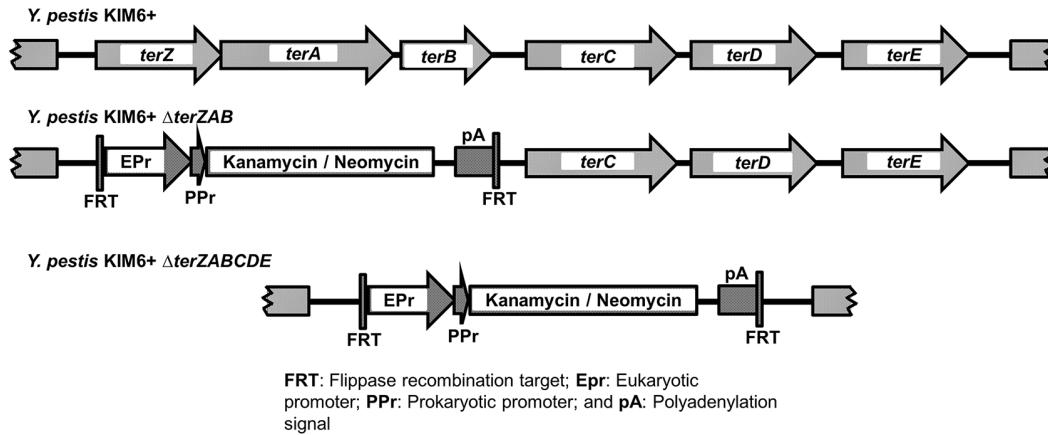 Y. pestis KIM6+
terZ terA terB terC terD terE
Y. pestis KIM6+ ΔterZAB
pA
EPr Kanamycin / Neomycin terC terD terE
FRT PPr FRT
Y. pestis KIM6+ ΔterZABCDE
pA
EPr Kanamycin / Neomycin
FRT PPr FRT
FRT: Flippase recombination target; Epr: Eukaryotic
promoter; PPr: Prokaryotic promoter; and pA: Polyadenylation
signal